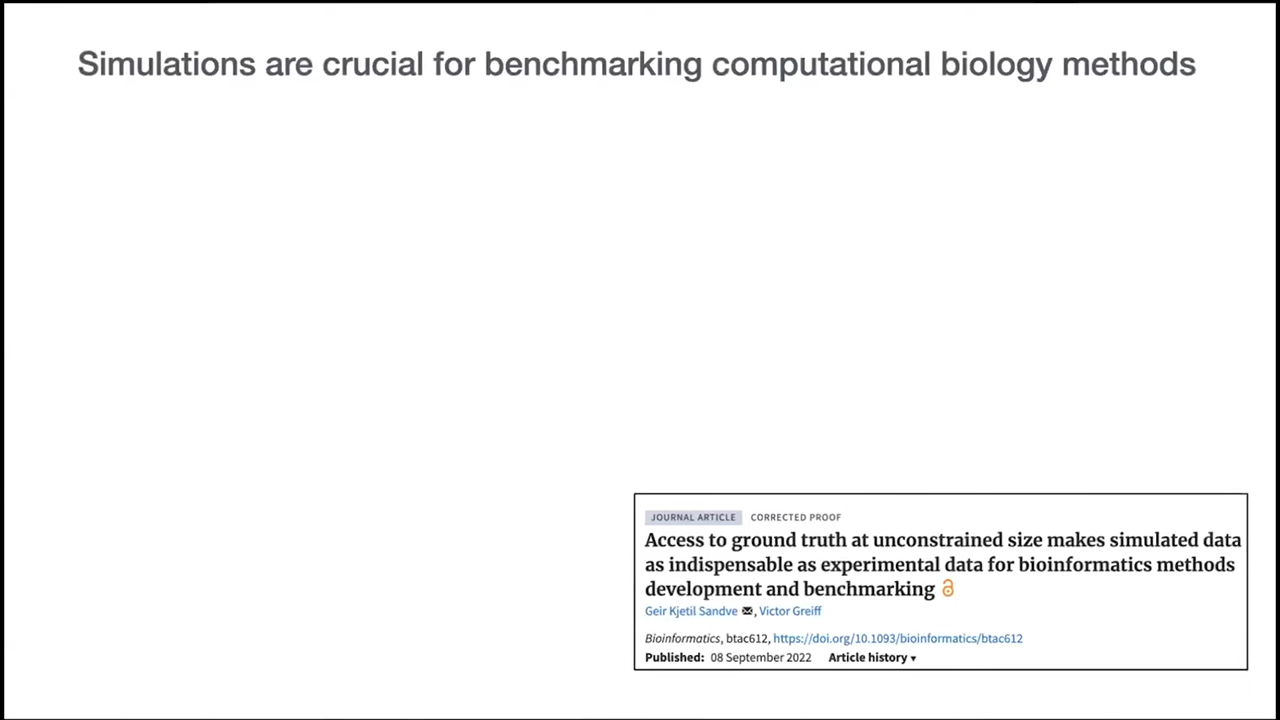 Simulations are crucial for benchmarking computational biology methods
JOURNAL ARTICLE CORRECTED PROOF
Access to ground truth at unconstrained size makes simulated data
as indispensable as experimental data for bioinformatics methods
development and benchmarking
Geir Kjetil Sandve , Victor Greiff
Bioinformatics, btac612, https://doi.org/10.1093/bioinformatics/btac612
Published: 08 September 2022 Article history ▾